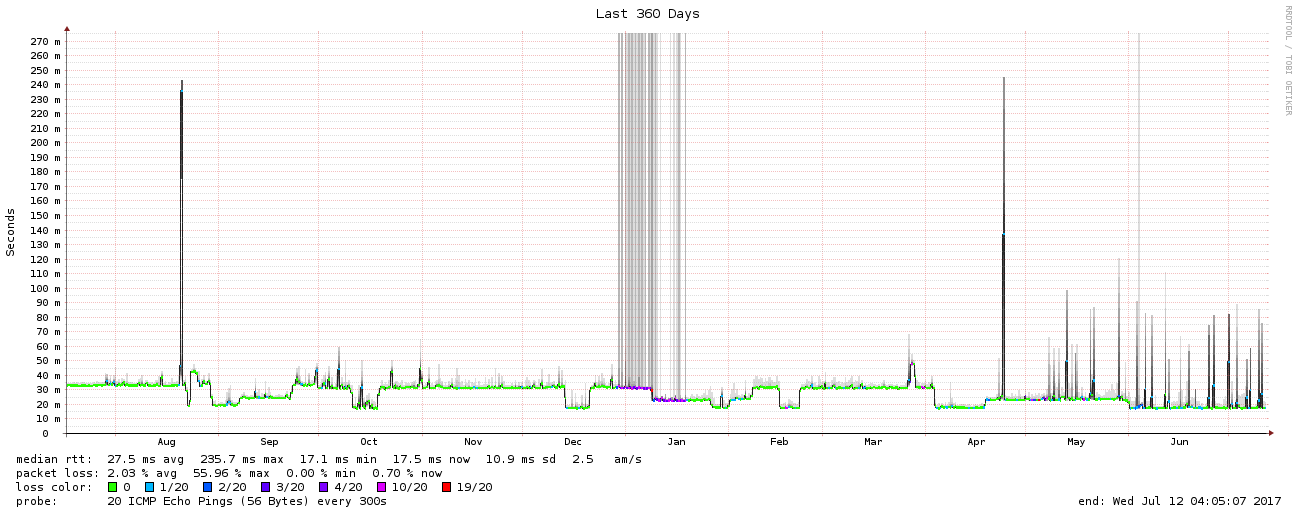 Last 360 Days
RRDTOOL / TOBI OETIKER
Seconds
270 m
260 m
250 m
240 m
230 m
220 m
210 m
200 m
190 m
180 m
170 m
160 m
150 m
140 m
130 m
120 m
110 m
100 m
90 m
80 m
70 m
60 m
50 m
40 m
30 m
20 m
10 m
0
Aug Sep Oct Nov Dec Jan Feb Mar Apr May Jun
median rtt: 27.5 ms avg 235.7 ms max 17.1 ms min 17.5 ms now 10.9 ms sd 2.5 am/s
packet loss: 2.03 % avg 55.96 % max 0.00 % min 0.70 % now
loss color: 0 1/20 2/20 3/20 4/20 10/20 19/20
probe: 20 ICMP Echo Pings (56 Bytes) every 300s end: Wed Jul 12 04:05:07 2017